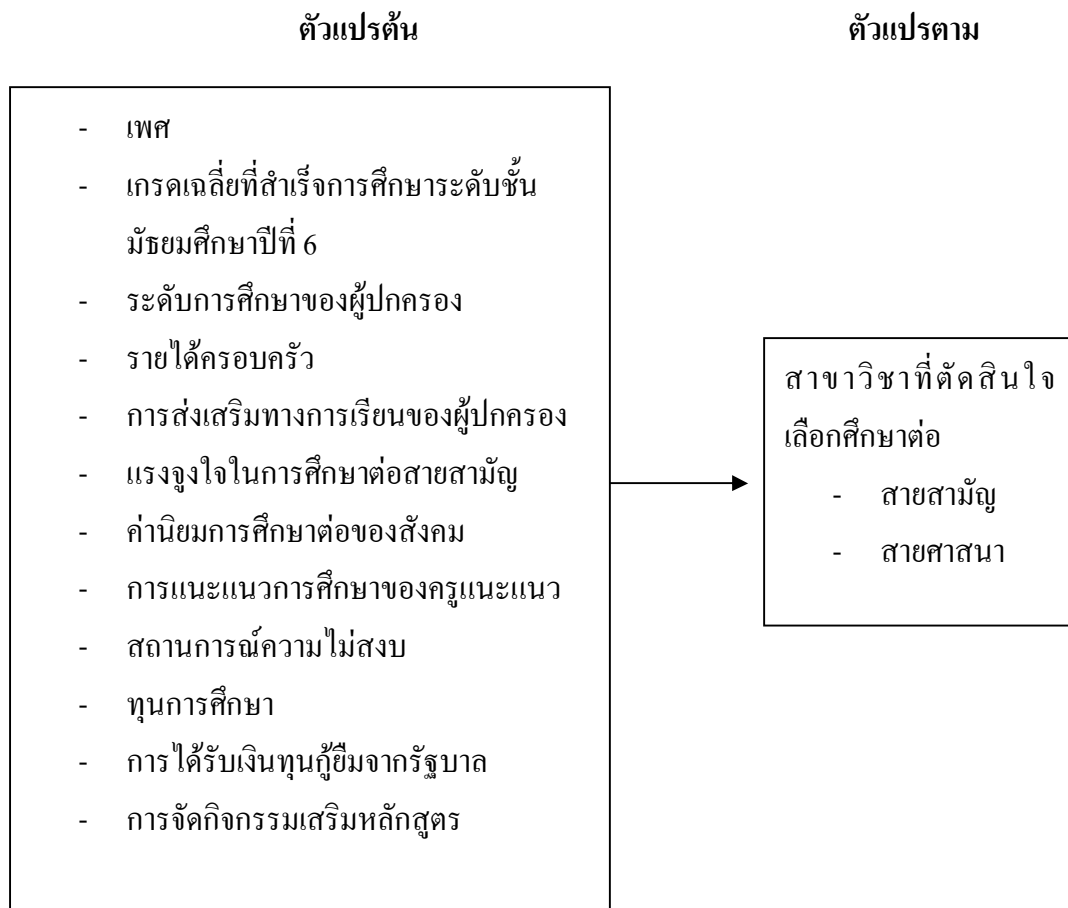 ตัวแปรต้น
ตัวแปรตาม
- เพศ
- เกรดเฉลี่ยที่สำเร็จการศึกษาระดับชั้น
มัธยมศึกษาปีที่ 6
- ระดับการศึกษาของผู้ปกครอง
- รายได้ครอบครัว
- การส่งเสริมทางการเรียนของผู้ปกครอง
- แรงจูงใจในการศึกษาต่อสายสามัญ
- ค่านิยมการศึกษาต่อของสังคม
- การแนะแนวการศึกษาของครูแนะแนว
- สถานการณ์ความไม่สงบ
- ทุนการศึกษา
- การได้รับเงินทุนกู้ยืมจากรัฐบาล
- การจัดกิจกรรมเสริมหลักสูตร
สาขาวิชาที่ตัดสินใจ
เลือกศึกษาต่อ
- สายสามัญ
- สายศาสนา